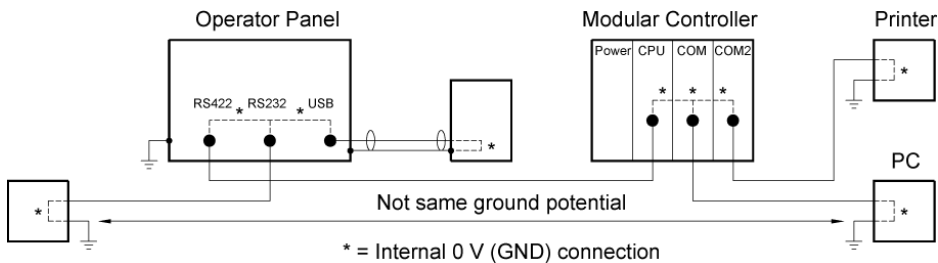 Operator Panel
Modular Controller
Printer
Power CPU COM COM2
* * *
RS422 * RS232 * USB
*
*
PC
Not same ground potential
*
*
* = Internal 0 V (GND) connection